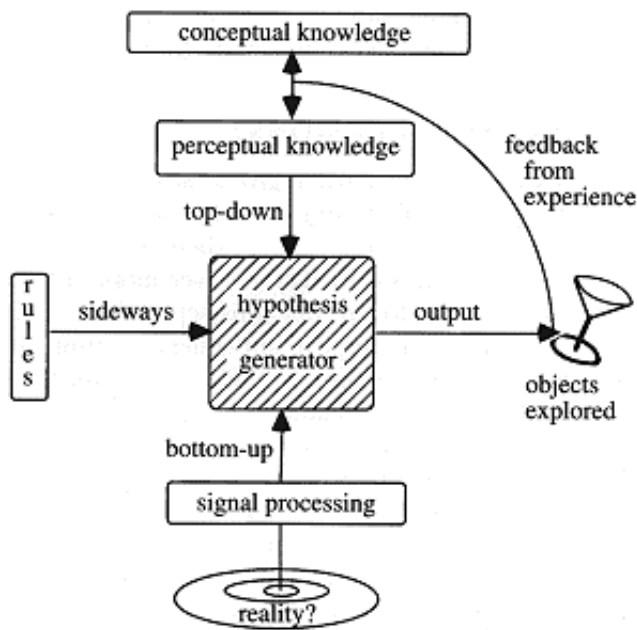 conceptual knowledge
perceptual knowledge
feedback
from
experience
top-down
rules
sideways
hypothesis
generator
output
objects
explored
bottom-up
signal processing
reality?